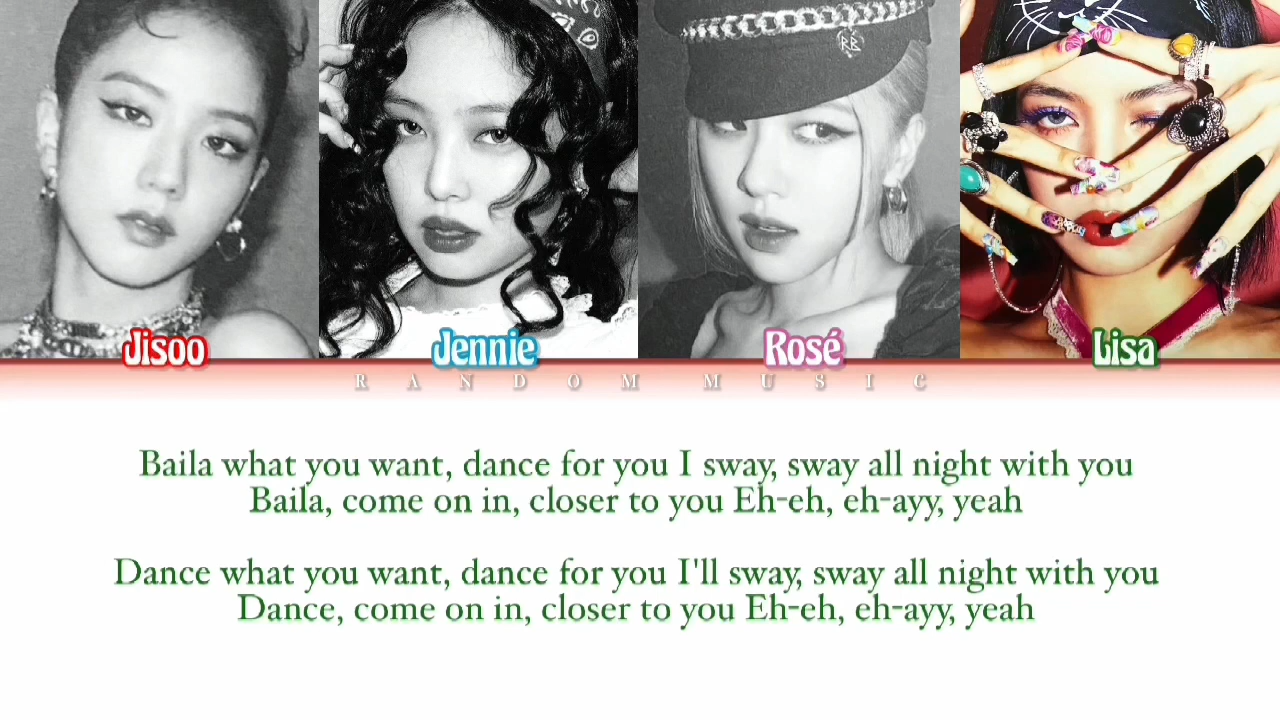 RB
Jisoo
Jennie
Rosé
Lisa
RANDOM MUSIC
Baila what you want, dance for you I sway, sway all night with you
Baila, come on in, closer to you Eh-eh, eh-ayy, yeah
Dance what you want, dance for you I'll sway, sway all night with you
Dance, come on in, closer to you Eh-eh, eh-ayy, yeah